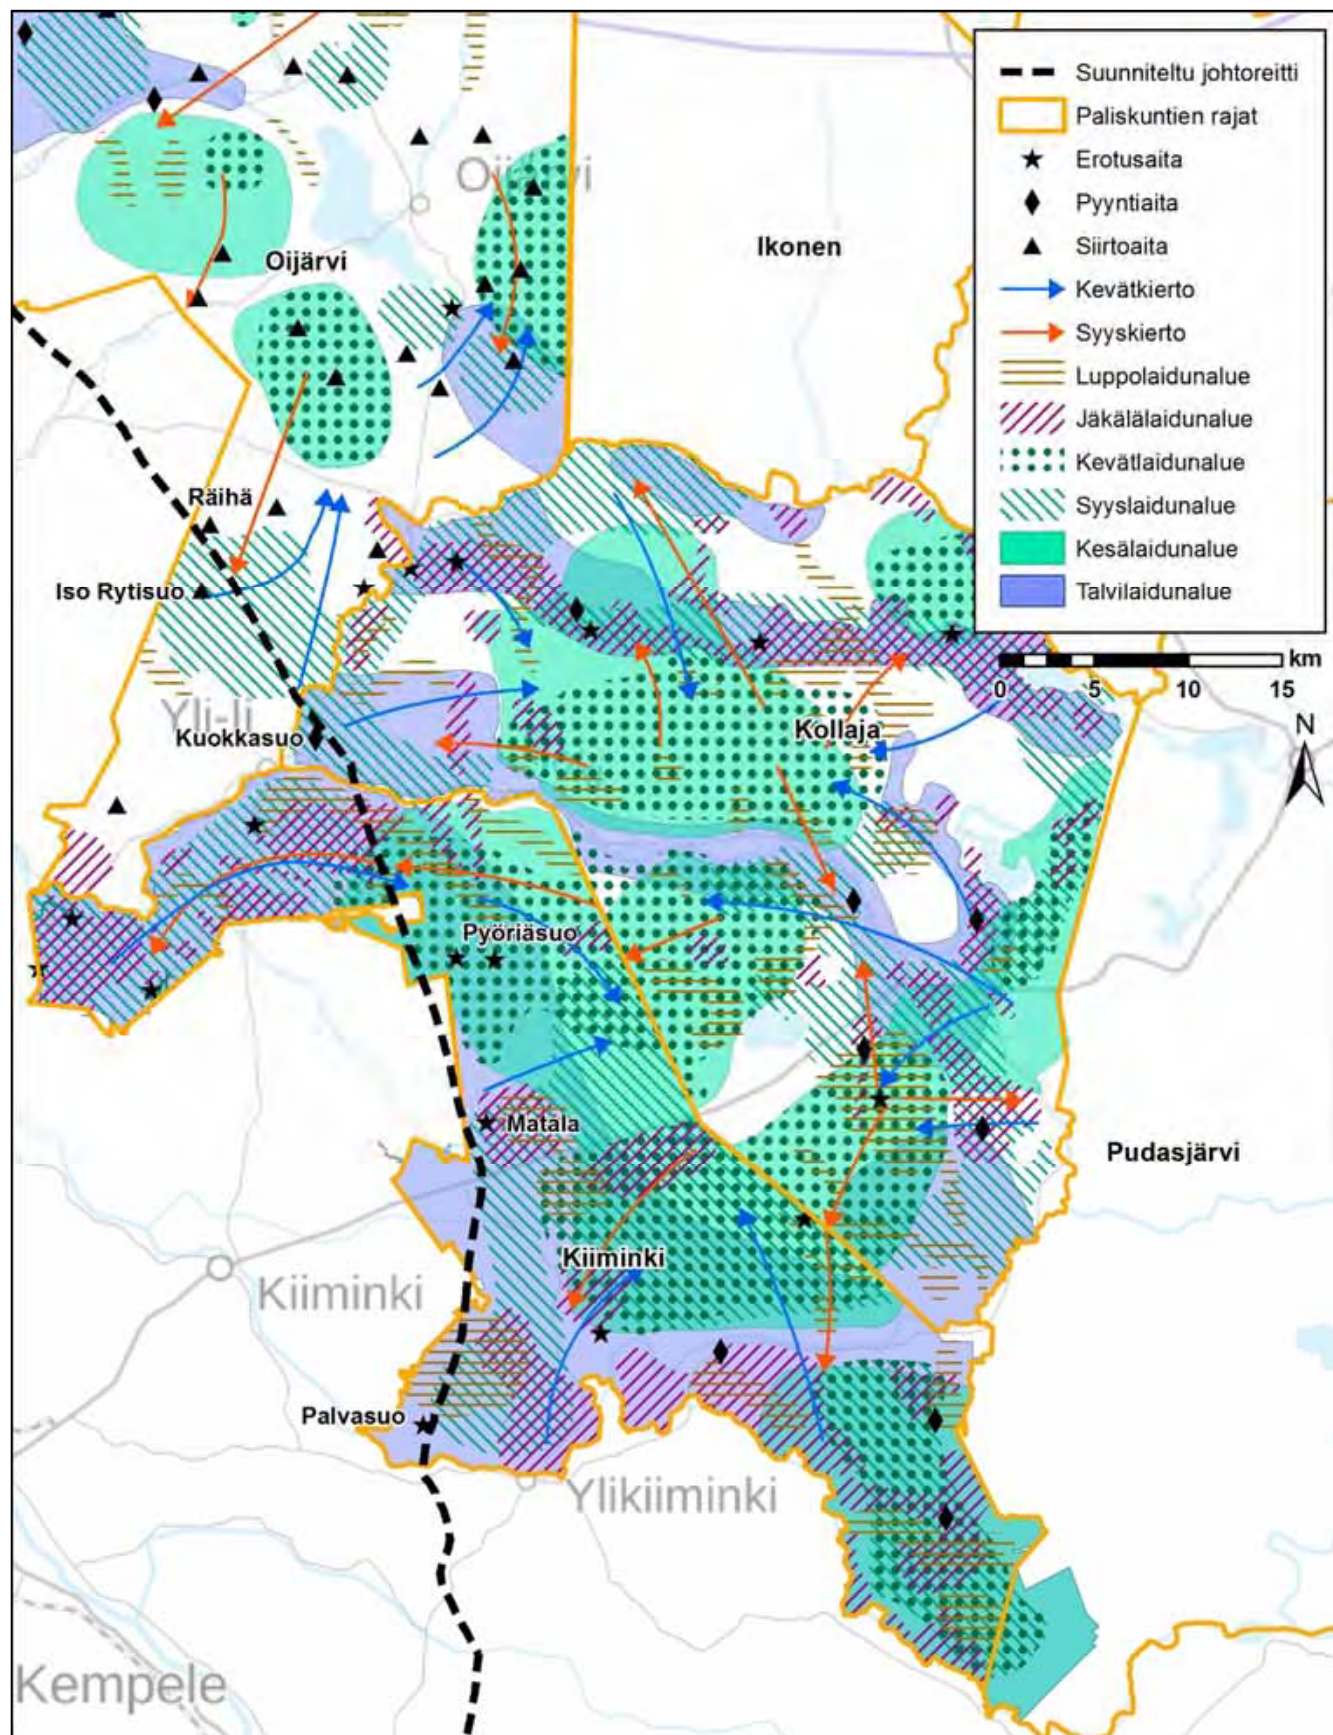 Suunniteltu johtoreitti
Paliskuntien rajat
Erotusaita
Pyyntiaita
Siirtoaita
Kevätkierto
Syyskierto
Luppolaidunalue
Jäkälälaidunalue
Kevätlaidunalue
Syyslaidunalue
Kesälaidunalue
Talvilaidunalue
km
0 5 10 15
N
Oijärvi
Ikonen
Oijärvi
Räihä
Iso Rytisuo
Yli-Ii
Kuokkasuo
Kollaja
Pyöriäsuo
Matala
Pudasjärvi
Kiiminki
Kiiminki
Palvasuo
Ylikiiminki
Kempele